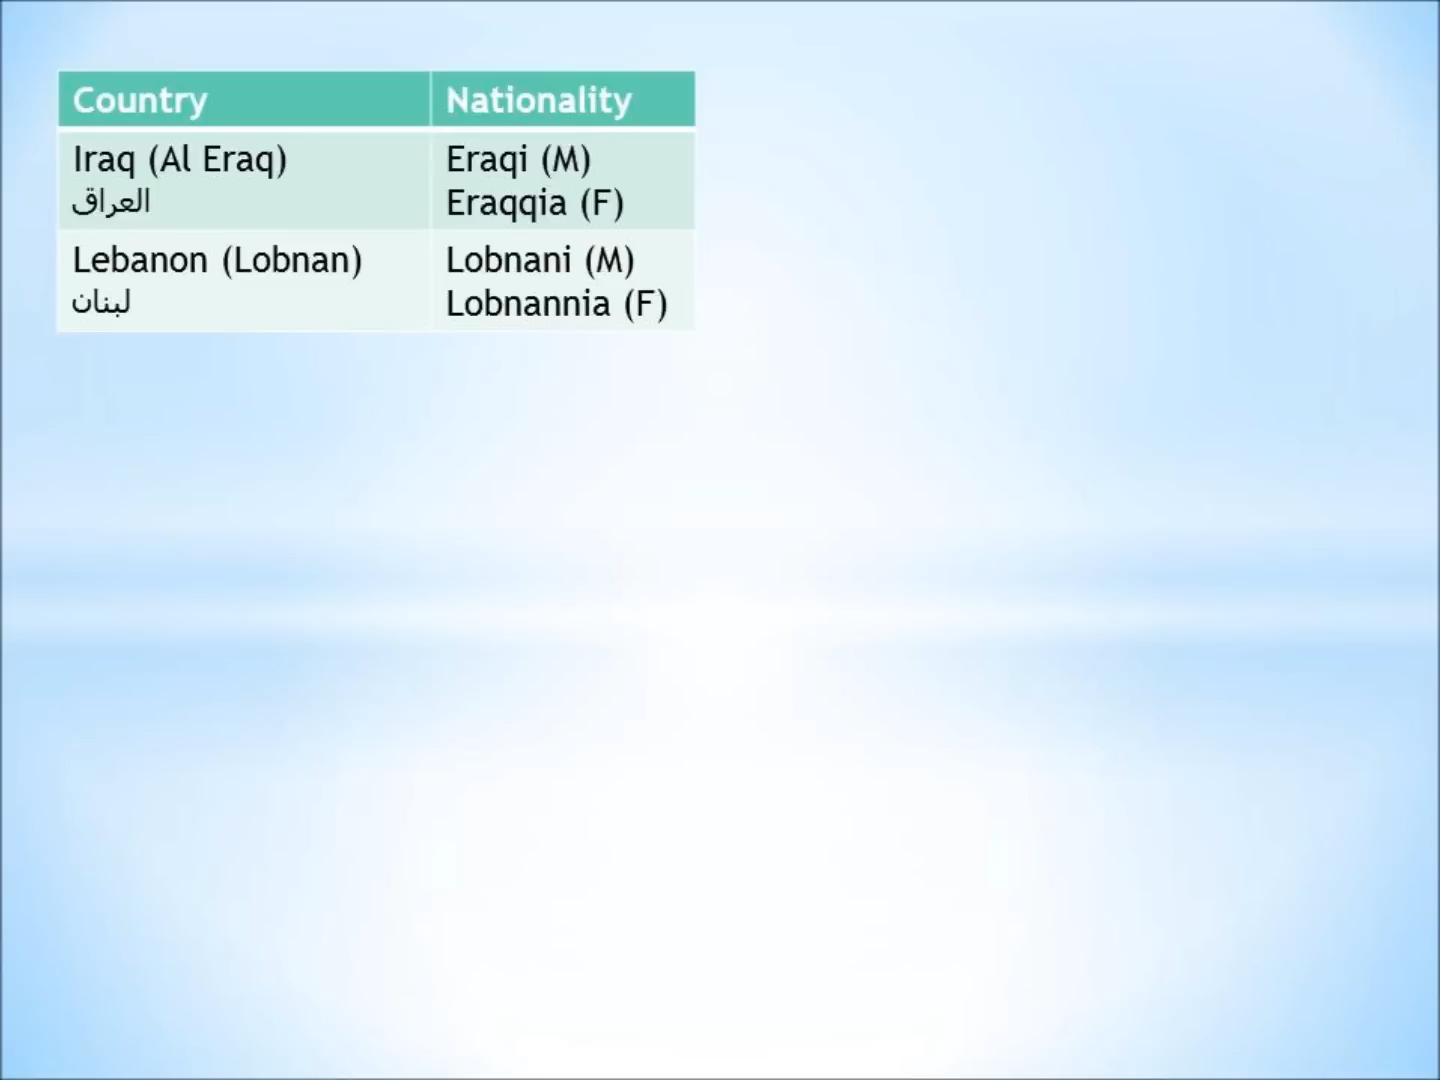 Country
Nationality
Iraq (Al Eraq)
العراق
Eraqi (M)
Eraqqia (F)
Lebanon (Lobnan)
لبنان
Lobnani (M)
Lobnannia (F)